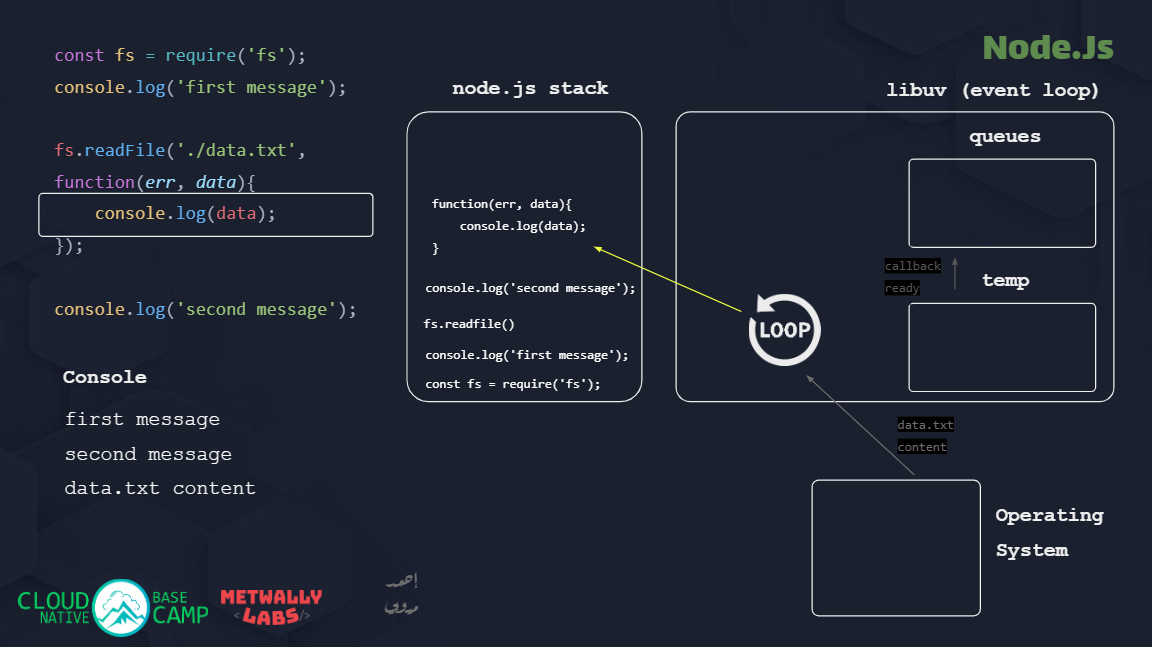 Node.Js
const fs = require('fs');
console.log('first message');
fs.readFile('./data.txt',
function(err, data){
console.log(data);
});
console.log('second message');
Console
first message
second message
data.txt content
node.js stack
function(err, data){
console.log(data);
}
console.log('second message');
fs.readfile()
console.log('first message');
const fs = require('fs');
libuv (event loop)
queues
callback
ready
temp
LOOP
data.txt
content
Operating
System
CLOUD
NATIVE
BASE
CAMP
METWALLY
<LABS/>
أحمد